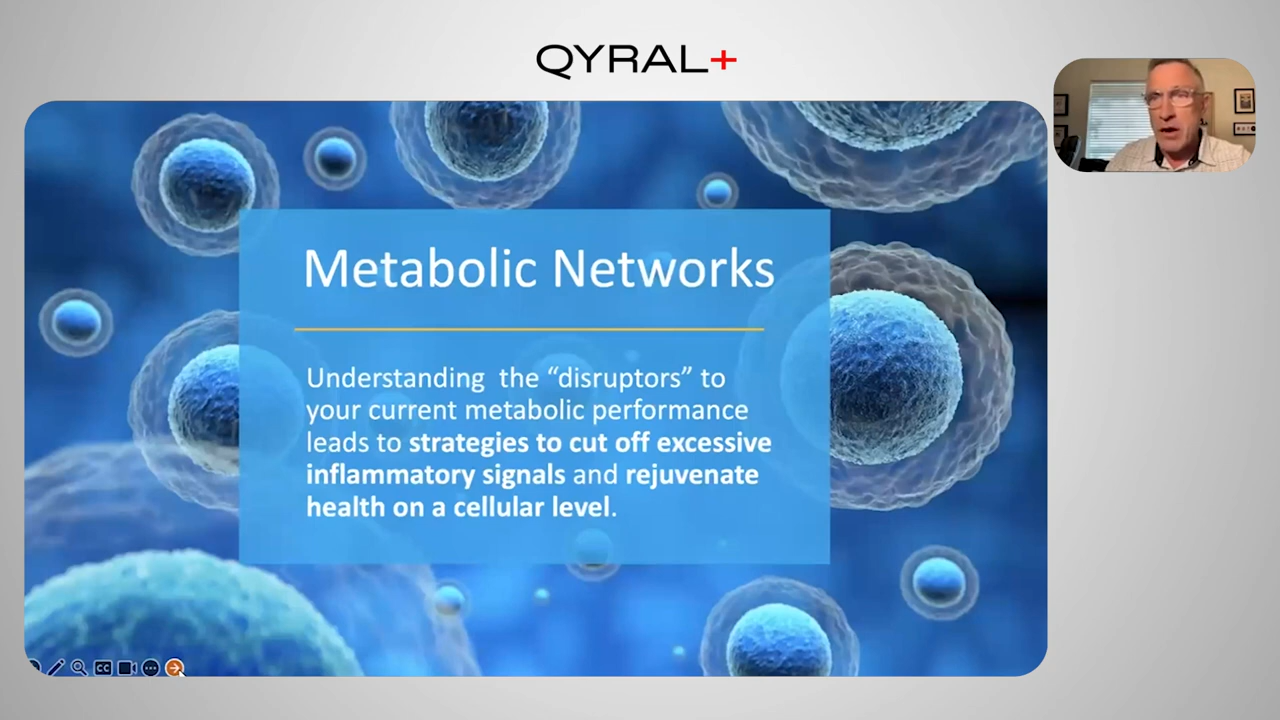 QYRAL+
Metabolic Networks
Understanding the “disruptors” to
your current metabolic performance
leads to strategies to cut off excessive
inflammatory signals and rejuvenate
health on a cellular level.
CC